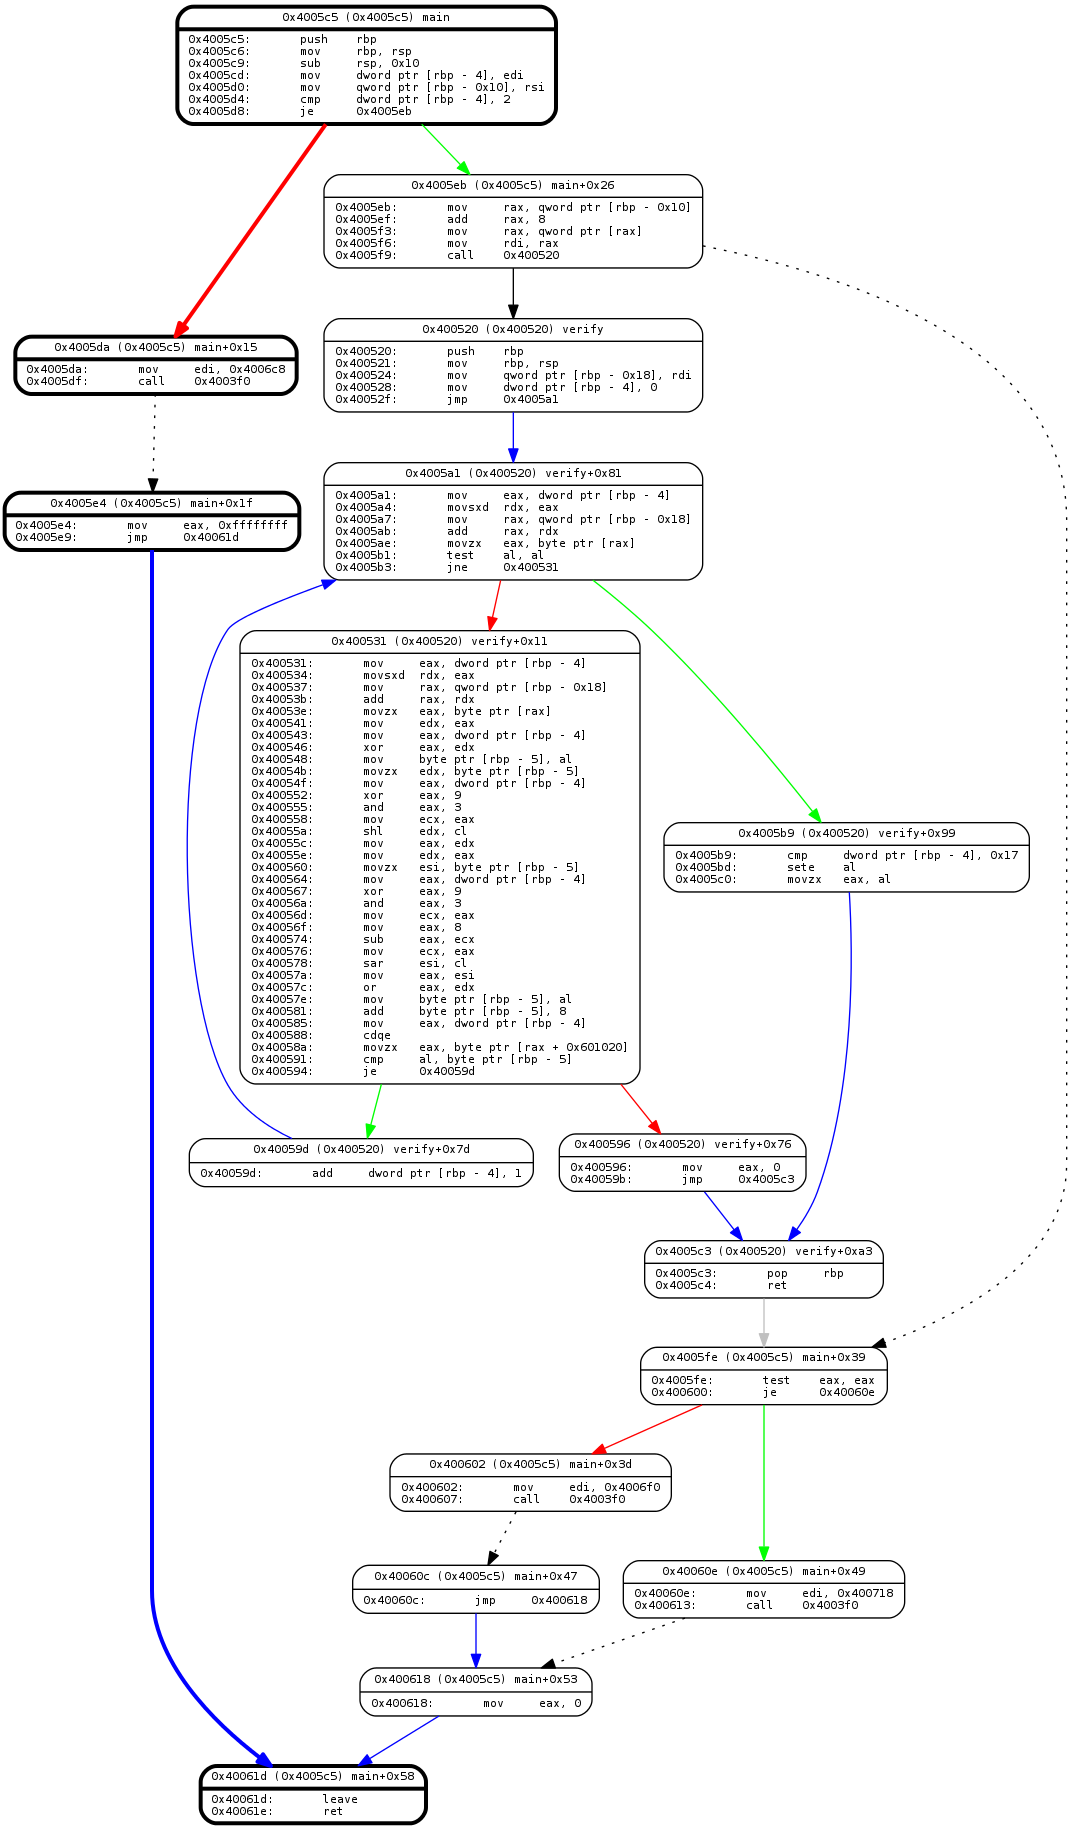 0x4005c5 (0x4005c5) main
0x4005c5: push rbp
0x4005c6: mov rbp, rsp
0x4005c9: sub rsp, 0x10
0x4005cd: mov dword ptr [rbp - 4], edi
0x4005d0: mov qword ptr [rbp - 0x10], rsi
0x4005d4: cmp dword ptr [rbp - 4], 2
0x4005d8: je 0x4005eb
0x4005eb (0x4005c5) main+0x26
0x4005eb: mov rax, qword ptr [rbp - 0x10]
0x4005ef: add rax, 8
0x4005f3: mov rax, qword ptr [rax]
0x4005f6: mov rdi, rax
0x4005f9: call 0x400520
0x400520 (0x400520) verify
0x400520: push rbp
0x400521: mov rbp, rsp
0x400524: mov qword ptr [rbp - 0x18], rdi
0x400528: mov dword ptr [rbp - 4], 0
0x40052f: jmp 0x4005a1
0x4005da (0x4005c5) main+0x15
0x4005da: mov edi, 0x4006c8
0x4005df: call 0x4003f0
0x4005a1 (0x400520) verify+0x81
0x4005a1: mov eax, dword ptr [rbp - 4]
0x4005a4: movsxd rdx, eax
0x4005a7: mov rax, qword ptr [rbp - 0x18]
0x4005ab: add rax, rdx
0x4005ae: movzx eax, byte ptr [rax]
0x4005b1: test al, al
0x4005b3: jne 0x400531
0x4005e4 (0x4005c5) main+0x1f
0x4005e4: mov eax, 0xffffffff
0x4005e9: jmp 0x40061d
0x400531 (0x400520) verify+0x11
0x400531: mov eax, dword ptr [rbp - 4]
0x400534: movsxd rdx, eax
0x400537: mov rax, qword ptr [rbp - 0x18]
0x40053b: add rax, rdx
0x40053e: movzx eax, byte ptr [rax]
0x400541: mov edx, eax
0x400543: mov eax, dword ptr [rbp - 4]
0x400546: xor eax, edx
0x400548: mov byte ptr [rbp - 5], al
0x40054b: movzx edx, byte ptr [rbp - 5]
0x40054f: mov eax, dword ptr [rbp - 4]
0x400552: xor eax, 9
0x400555: and eax, 3
0x400558: mov ecx, eax
0x40055a: shl edx, cl
0x40055c: mov eax, edx
0x40055e: mov edx, eax
0x400560: movzx esi, byte ptr [rbp - 5]
0x400564: mov eax, dword ptr [rbp - 4]
0x400567: xor eax, 9
0x40056a: and eax, 3
0x40056d: mov ecx, eax
0x40056f: mov eax, 8
0x400574: sub eax, ecx
0x400576: mov ecx, eax
0x400578: sar esi, cl
0x40057a: mov eax, esi
0x40057c: or eax, edx
0x40057e: mov byte ptr [rbp - 5], al
0x400581: add byte ptr [rbp - 5], 8
0x400585: mov eax, dword ptr [rbp - 4]
0x400588: cdqe
0x40058a: movzx eax, byte ptr [rax + 0x601020]
0x400591: cmp al, byte ptr [rbp - 5]
0x400594: je 0x40059d
0x4005b9 (0x400520) verify+0x99
0x4005b9: cmp dword ptr [rbp - 4], 0x17
0x4005bd: sete al
0x4005c0: movzx eax, al
0x40059d (0x400520) verify+0x7d
0x40059d: add dword ptr [rbp - 4], 1
0x400596 (0x400520) verify+0x76
0x400596: mov eax, 0
0x40059b: jmp 0x4005c3
0x4005c3 (0x400520) verify+0xa3
0x4005c3: pop rbp
0x4005c4: ret
0x4005fe (0x4005c5) main+0x39
0x4005fe: test eax, eax
0x400600: je 0x40060e
0x400602 (0x4005c5) main+0x3d
0x400602: mov edi, 0x4006f0
0x400607: call 0x4003f0
0x40060c (0x4005c5) main+0x47
0x40060c: jmp 0x400618
0x40060e (0x4005c5) main+0x49
0x40060e: mov edi, 0x400718
0x400613: call 0x4003f0
0x400618 (0x4005c5) main+0x53
0x400618: mov eax, 0
0x40061d (0x4005c5) main+0x58
0x40061d: leave
0x40061e: ret